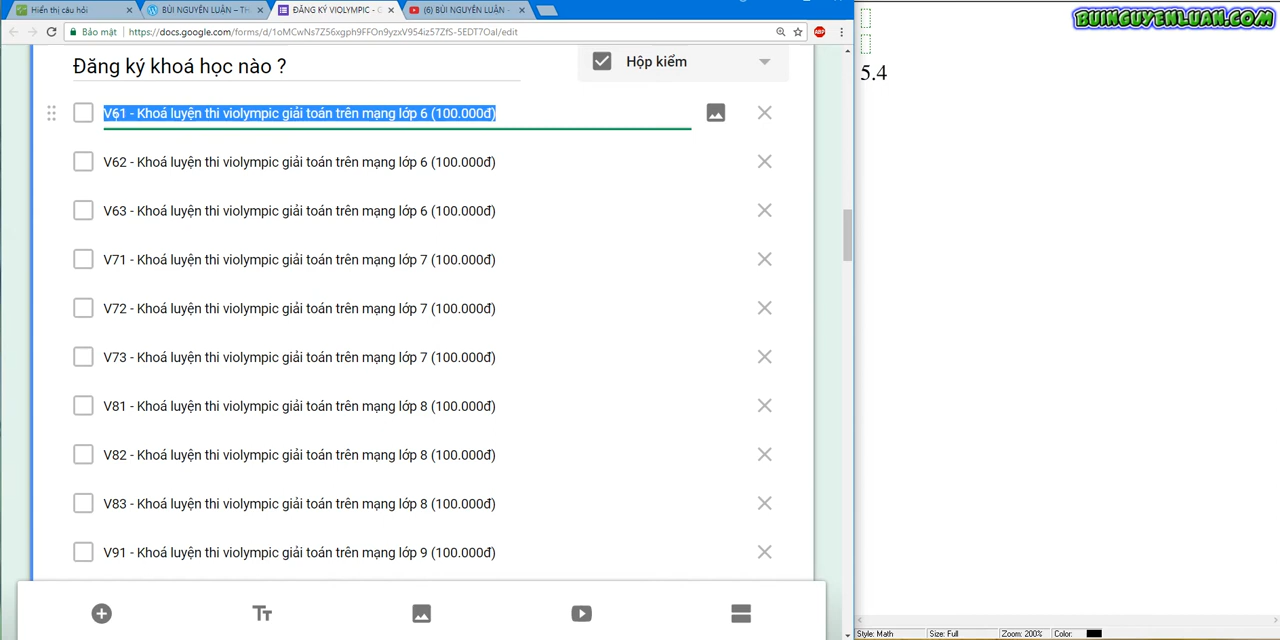 Hiển thị câu hỏi
BÙI NGUYÊN LUẬN – TH
ĐĂNG KÝ VIOLYMPIC - C
(6) BÙI NGUYÊN LUẬN -
BUINGUYENLUAN.COM
Bảo mật
https://docs.google.com/forms/d/1oMCwNs7Z56xgph9FFOn9yzxV954iz57ZfS-5EDT7OaI/edit
ABP
Đăng ký khoá học nào ?
Hộp kiểm
5.4
V61 - Khoá luyện thi violympic giải toán trên mạng lớp 6 (100.000đ)
V62 - Khoá luyện thi violympic giải toán trên mạng lớp 6 (100.000đ)
V63 - Khoá luyện thi violympic giải toán trên mạng lớp 6 (100.000đ)
V71 - Khoá luyện thi violympic giải toán trên mạng lớp 7 (100.000đ)
V72 - Khoá luyện thi violympic giải toán trên mạng lớp 7 (100.000đ)
V73 - Khoá luyện thi violympic giải toán trên mạng lớp 7 (100.000đ)
V81 - Khoá luyện thi violympic giải toán trên mạng lớp 8 (100.000đ)
V82 - Khoá luyện thi violympic giải toán trên mạng lớp 8 (100.000đ)
V83 - Khoá luyện thi violympic giải toán trên mạng lớp 8 (100.000đ)
V91 - Khoá luyện thi violympic giải toán trên mạng lớp 9 (100.000đ)
Tт
Style: Math
Size: Full
Zoom: 200%
Color: